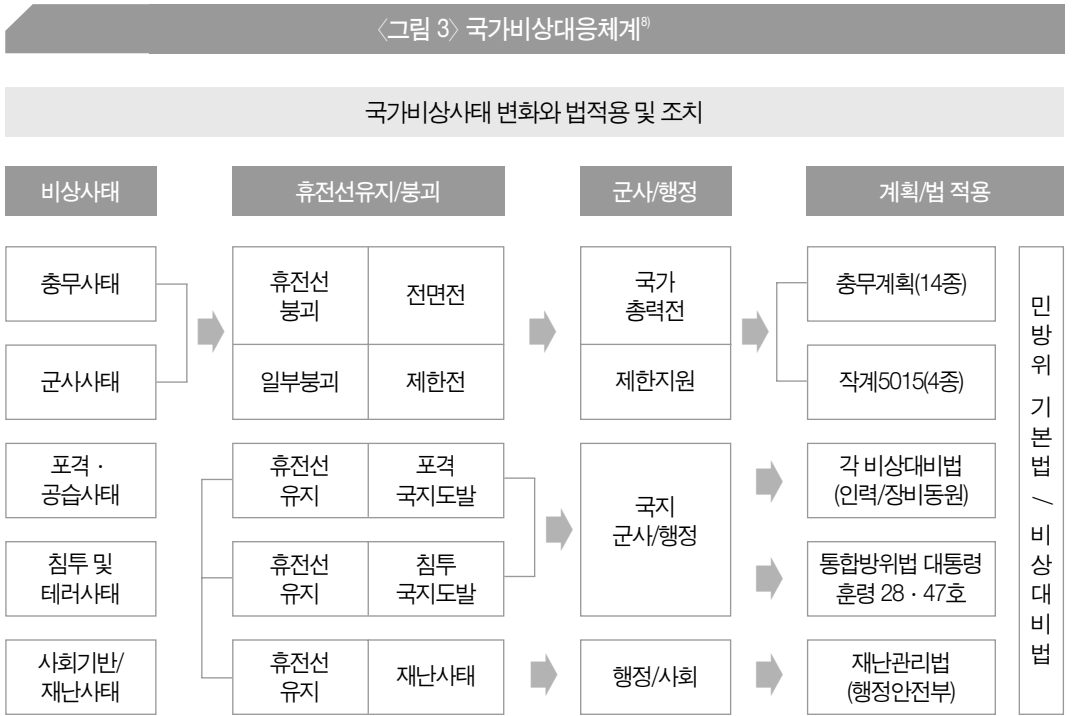 〈그림 3〉 국가비상대응체계⁸⁾
국가비상사태 변화와 법적용 및 조치
비상사태
휴전선유지/붕괴
군사/행정
계획/법 적용
충무사태
휴전선
붕괴
전면전
국가
총력전
충무계획(14종)
군사사태
일부붕괴
제한전
제한지원
작계5015(4종)
포격 ·
공습사태
휴전선
유지
포격
국지도발
국지
군사/행정
각 비상대비법
(인력/장비동원)
침투 및
테러사태
휴전선
유지
침투
국지도발
통합방위법 대통령
훈령 28 · 47호
사회기반/
재난사태
휴전선
유지
재난사태
행정/사회
재난관리법
(행정안전부)
민방위 기본법 / 비상대비법